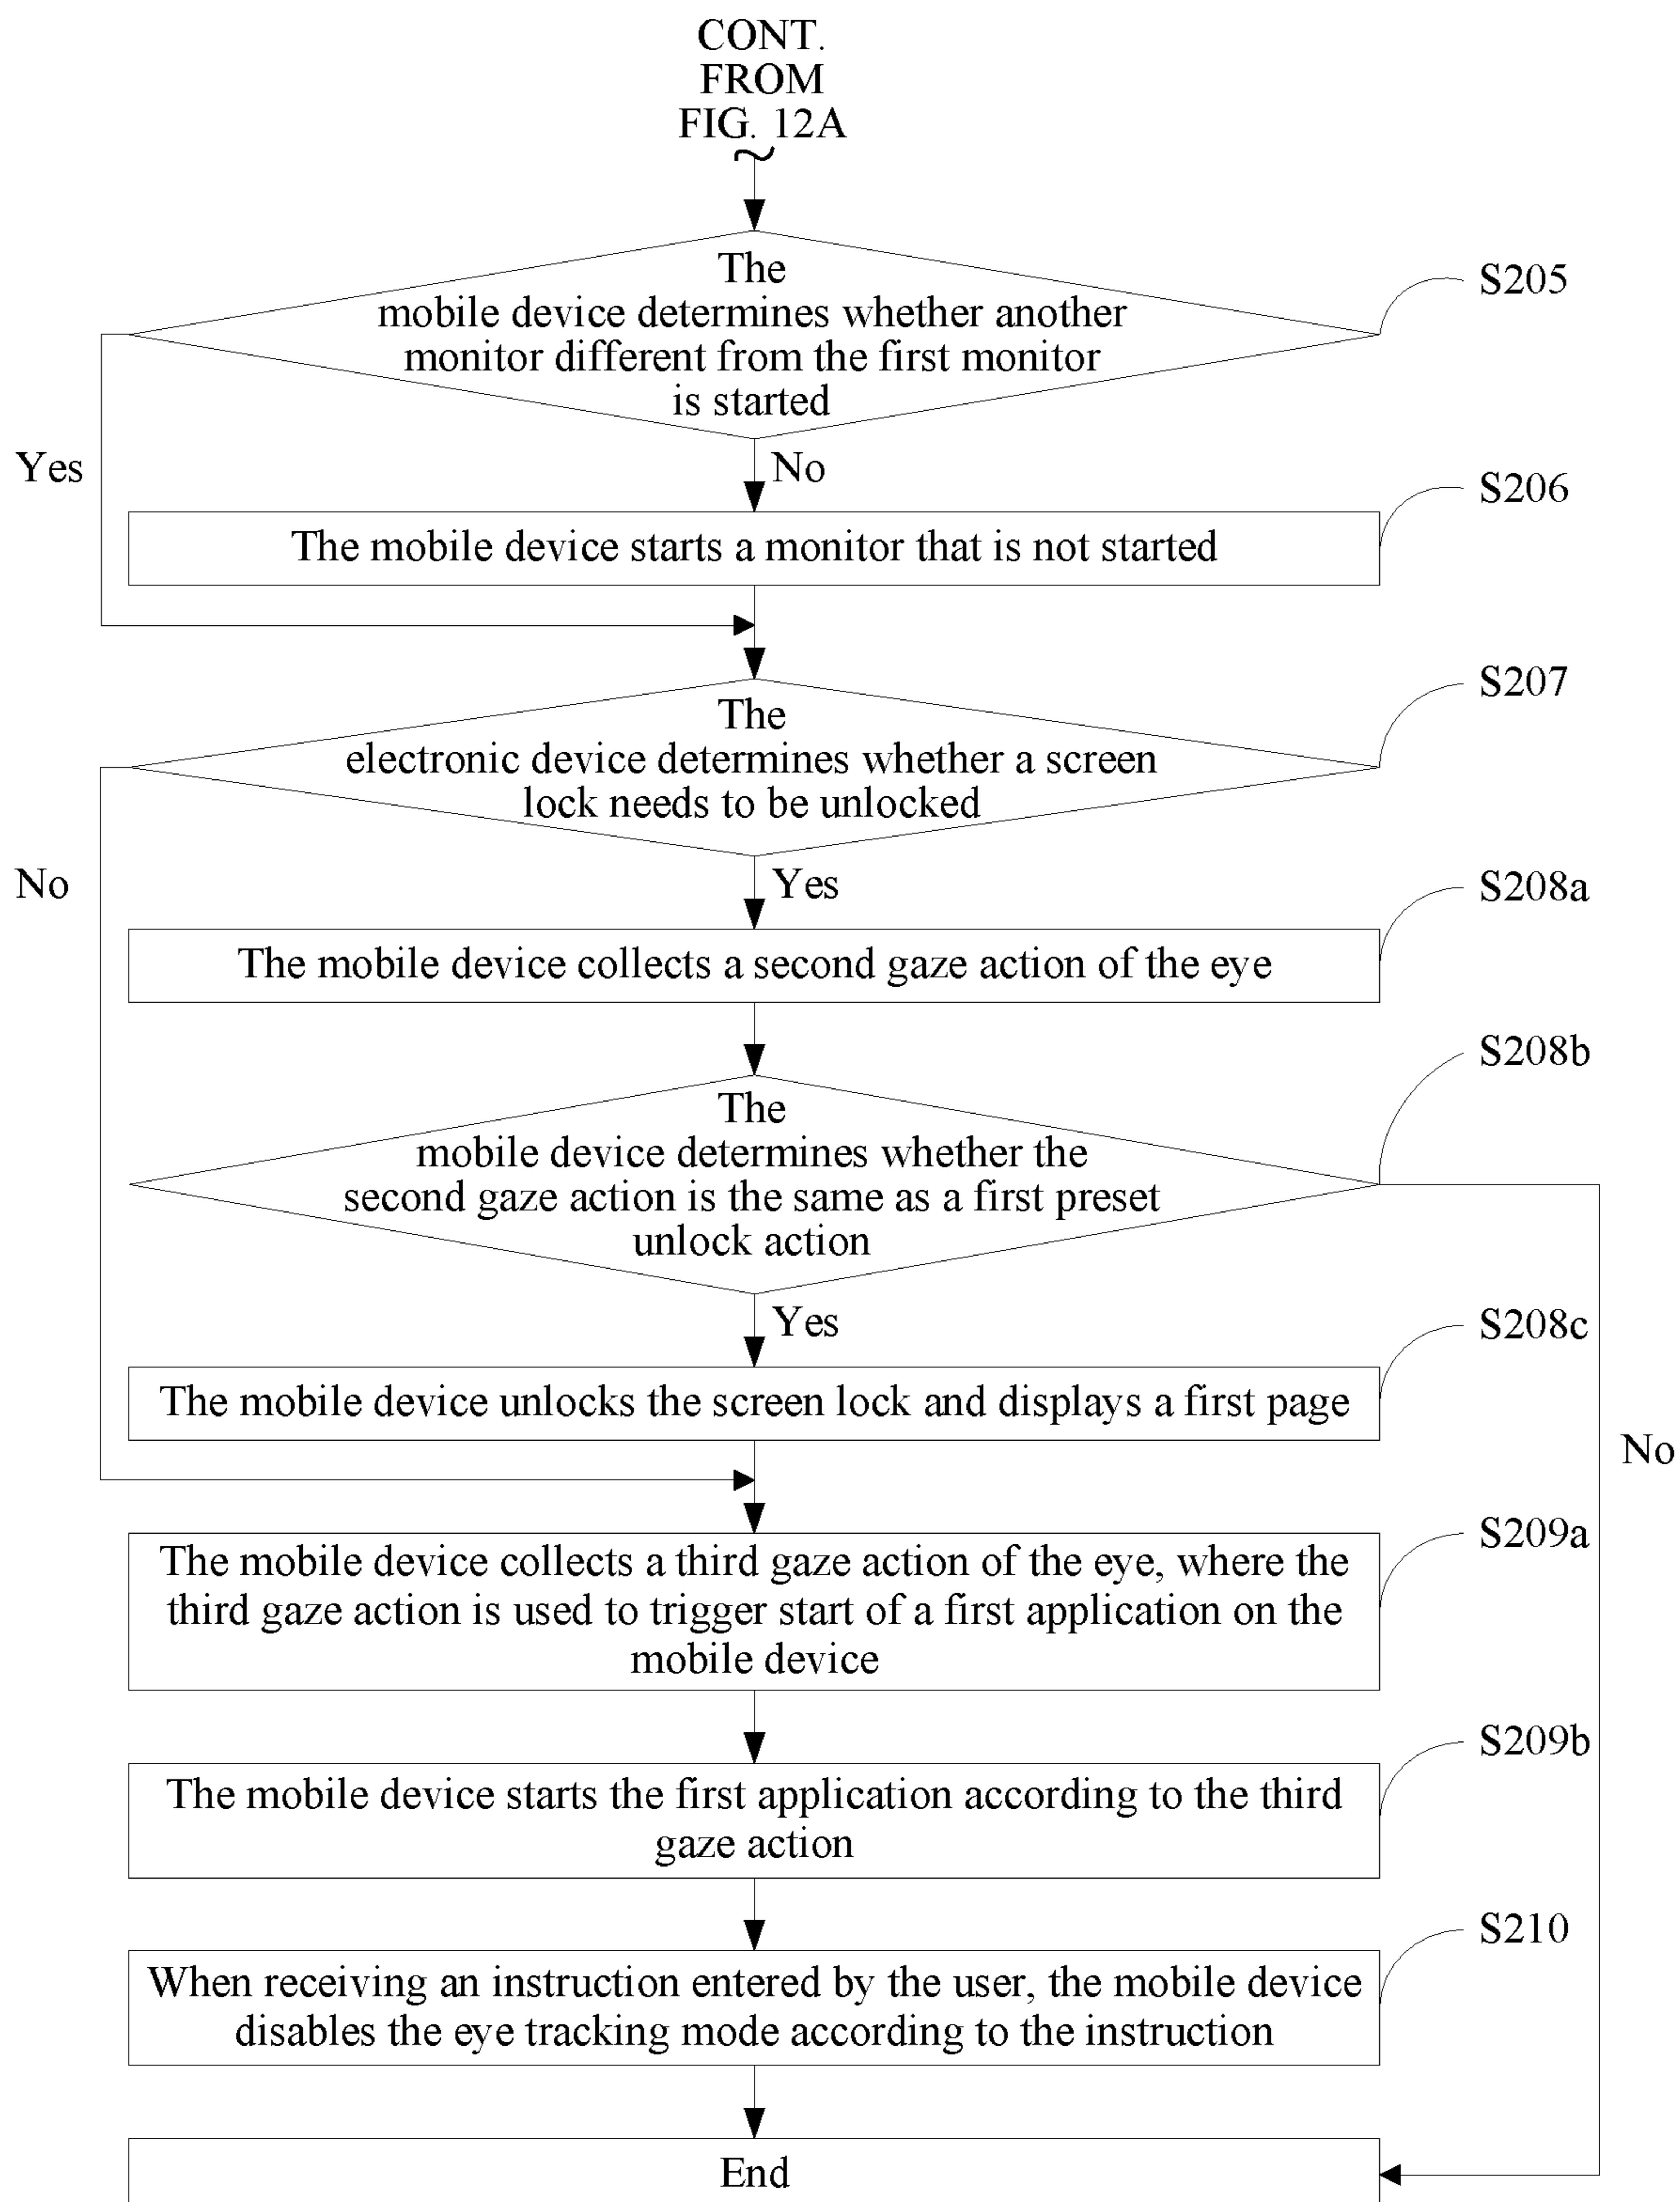 CONT.
FROM
FIG. 12A
The
mobile device determines whether another
monitor different from the first monitor
is started
S205
Yes
No
S206
The mobile device starts a monitor that is not started
S207
The
electronic device determines whether a screen
lock needs to be unlocked
No
Yes
S208a
The mobile device collects a second gaze action of the eye
S208b
The
mobile device determines whether the
second gaze action is the same as a first preset
unlock action
Yes
S208c
The mobile device unlocks the screen lock and displays a first page
No
S209a
The mobile device collects a third gaze action of the eye, where the
third gaze action is used to trigger start of a first application on the
mobile device
S209b
The mobile device starts the first application according to the third
gaze action
S210
When receiving an instruction entered by the user, the mobile device
disables the eye tracking mode according to the instruction
End